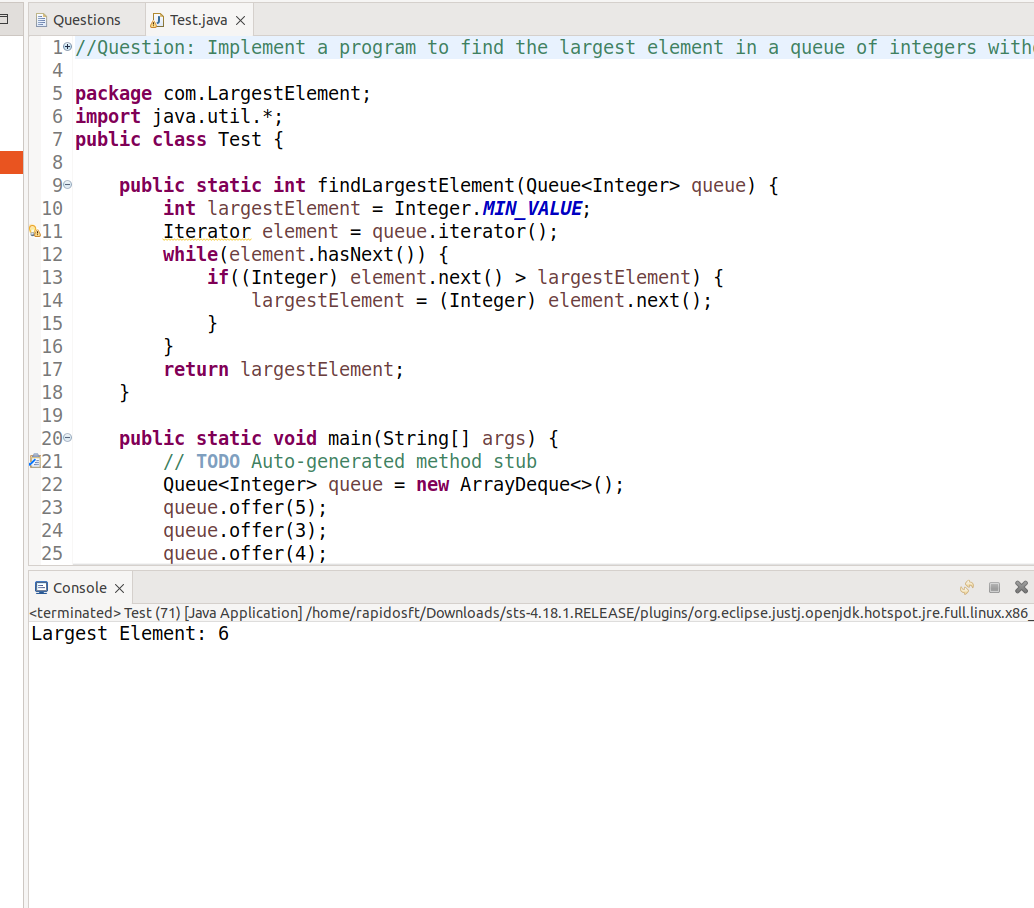 Questions
Test.java
1 //Question: Implement a program to find the largest element in a queue of integers
4
5 package com.LargestElement;
6 import java.util.*;
7 public class Test {
8
9     public static int findLargestElement(Queue<Integer> queue) {
10         int largestElement = Integer.MIN_VALUE;
11         Iterator element = queue.iterator();
12         while(element.hasNext()) {
13             if((Integer) element.next() > largestElement) {
14                 largestElement = (Integer) element.next();
15             }
16         }
17         return largestElement;
18     }
19
20     public static void main(String[] args) {
21         // TODO Auto-generated method stub
22         Queue<Integer> queue = new ArrayDeque<>();
23         queue.offer(5);
24         queue.offer(3);
25         queue.offer(4);
Console
<terminated> Test (71) [Java Application] /home/rapidosft/Downloads/sts-4.18.1.RELEASE/plugins/org.eclipse.justj.openjdk.hotspot.jre.full.linux.x86_
Largest Element: 6